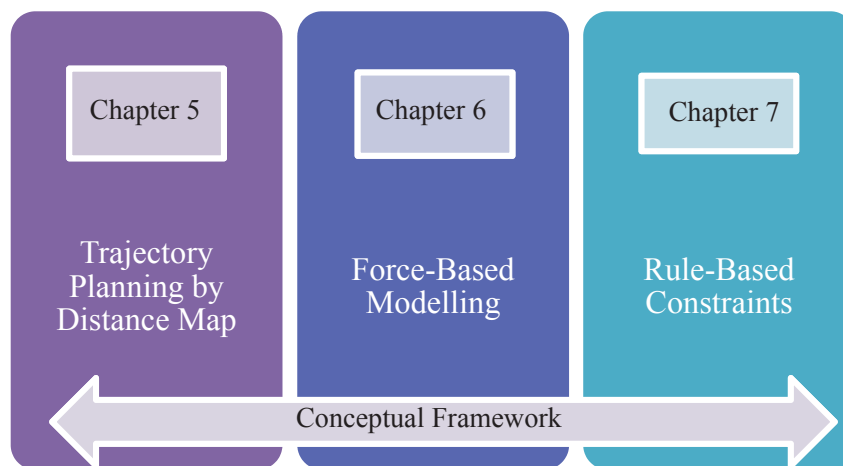 Chapter 5
Chapter 6
Chapter 7
Trajectory
Planning by
Distance Map
Force-Based
Modelling
Rule-Based
Constraints
Conceptual Framework